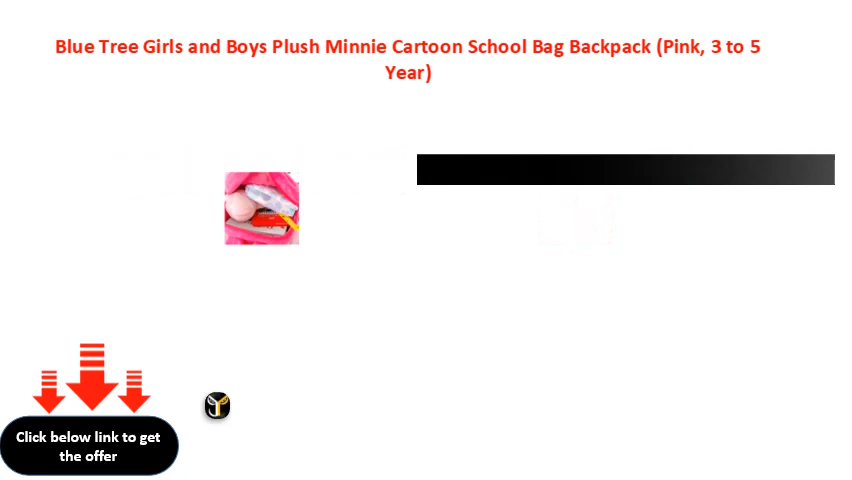 Blue Tree Girls and Boys Plush Minnie Cartoon School Bag Backpack (Pink, 3 to 5
Year)
Click below link to get
the offer